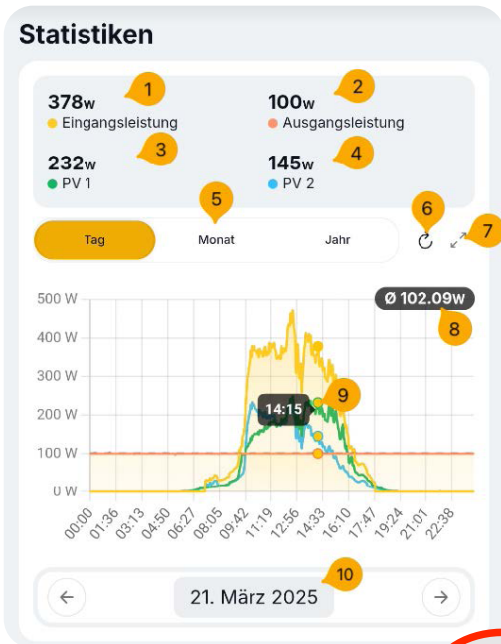 Statistiken
1
2
378w
100w
Eingangsleistung
Ausgangsleistung
3
4
232w
145w
PV 1
PV 2
5
6
7
Tag
Monat
Jahr
500 W
Ø 102.09w
8
400 W
300 W
9
14:15
200 W
100 W
0 W
00:00
01:36
03:13
04:50
06:27
08:05
09:42
11:19
12:56
14:33
16:10
17:47
19:24
21:01
22:38
10
21. März 2025